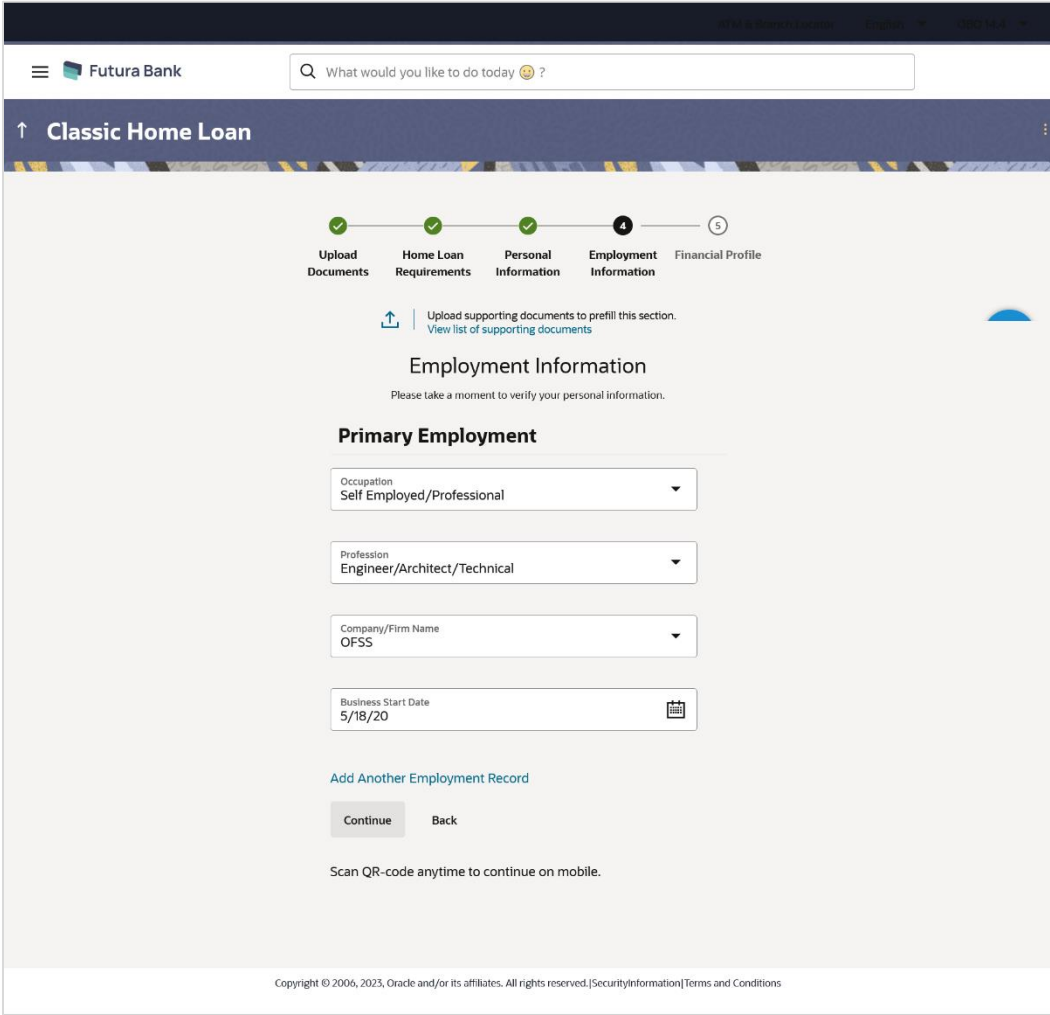 ATM & Branch Locator English
Futura Bank
What would you like to do today 😀 ?
Classic Home Loan
4
5
Upload Documents
Home Loan Requirements
Personal Information
Employment Information
Financial Profile
Upload supporting documents to prefill this section.
View list of supporting documents
Employment Information
Please take a moment to verify your personal information.
Primary Employment
Occupation
Self Employed/Professional
Profession
Engineer/Architect/Technical
Company/Firm Name
OFSS
Business Start Date
5/18/20
Add Another Employment Record
Continue Back
Scan QR-code anytime to continue on mobile.
Copyright © 2006, 2023, Oracle and/or its affiliates. All rights reserved.|SecurityInformation|Terms and Conditions